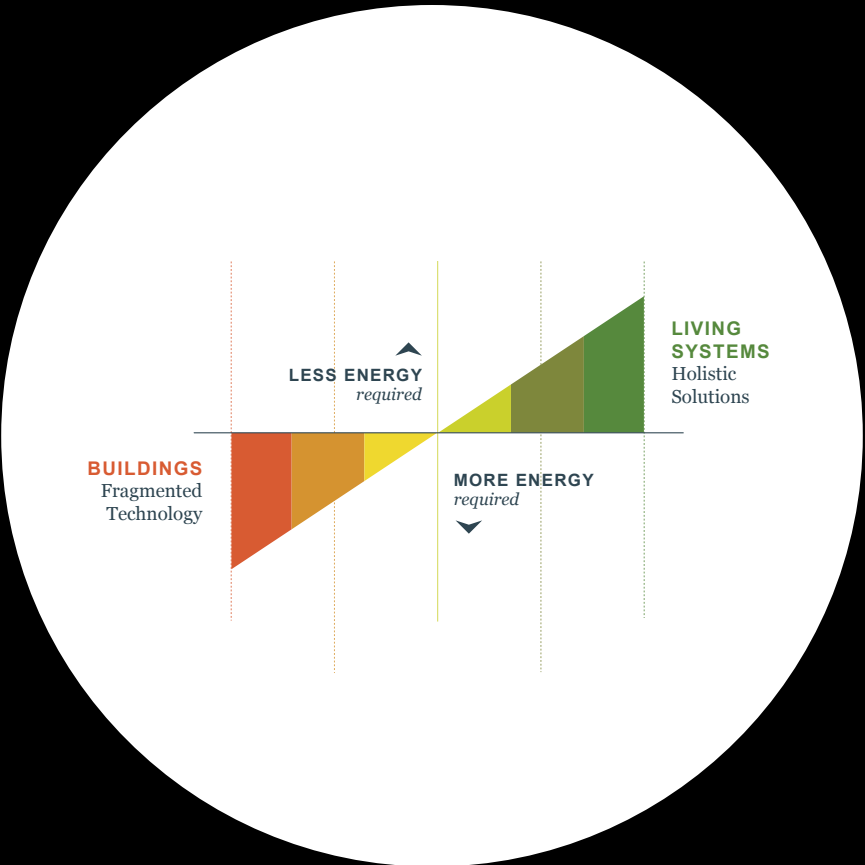 LIVING
SYSTEMS
Holistic
Solutions
LESS ENERGY
required
BUILDINGS
Fragmented
Technology
MORE ENERGY
required